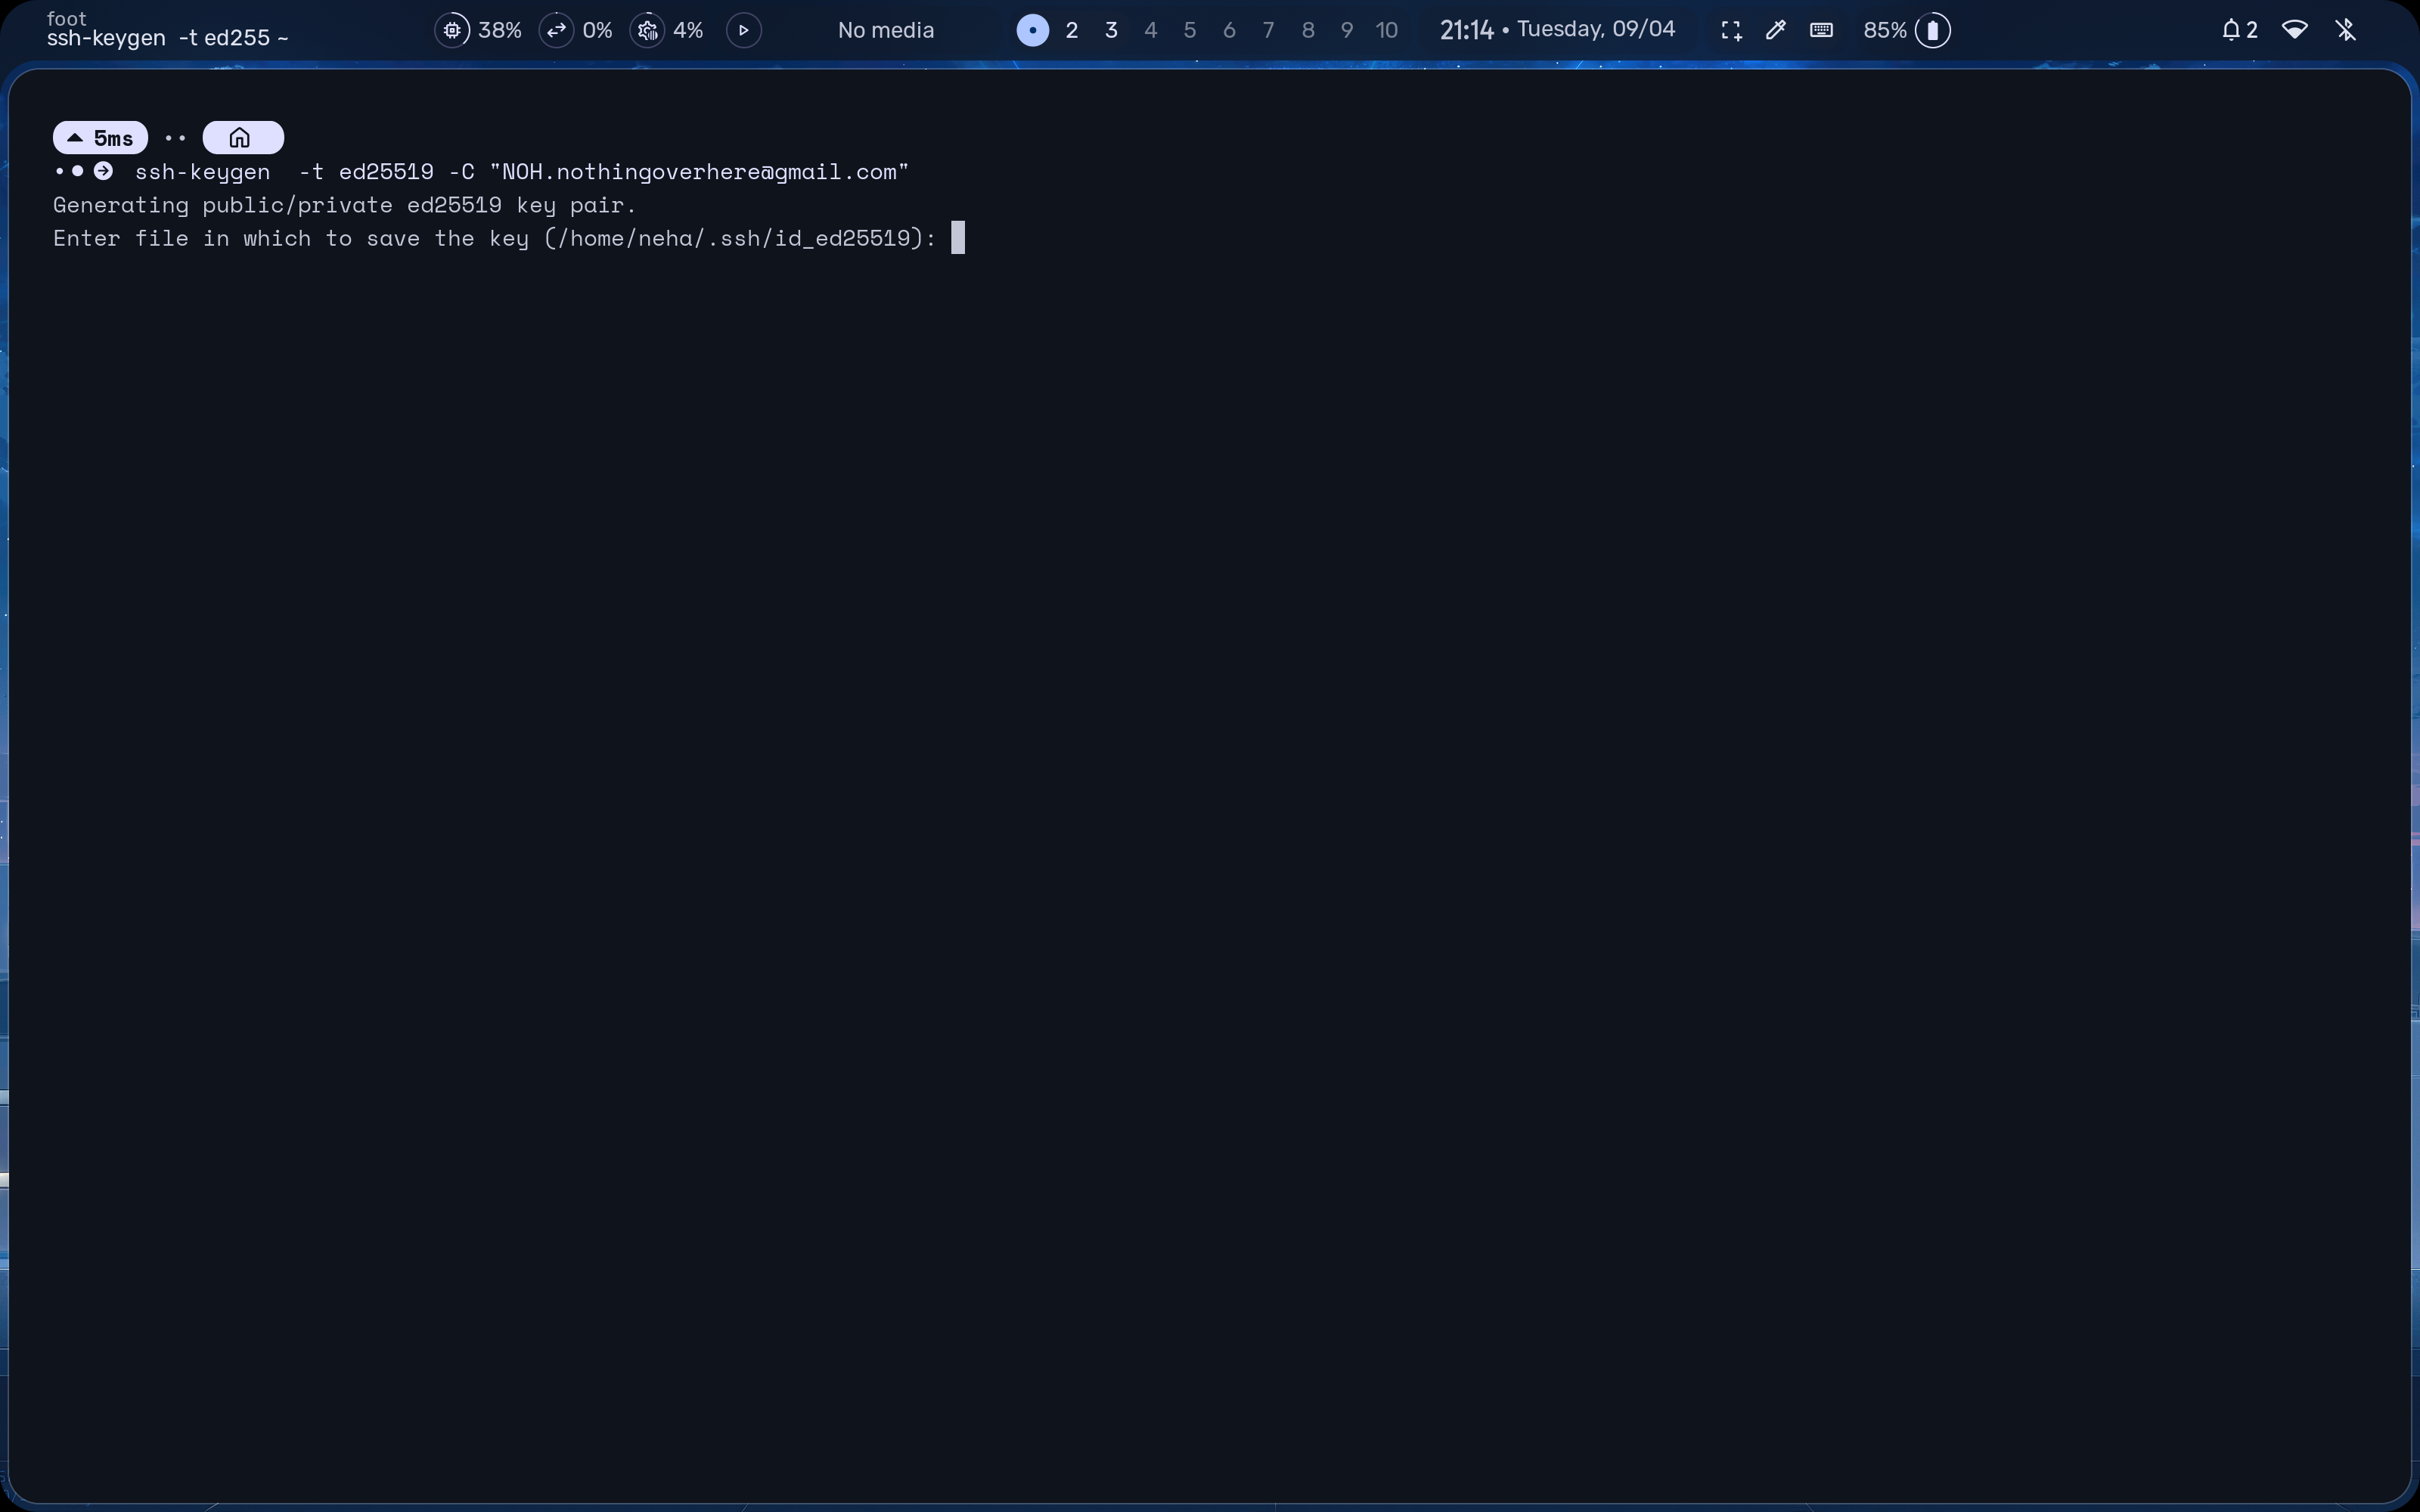 foot
ssh-keygen -t ed255 ~
38% 0% 4% No media 2 3 4 5 6 7 8 9 10 21:14 • Tuesday, 09/04 85% 2
5ms
ssh-keygen  -t ed25519 -C "NOH.nothingoverhere@gmail.com"
Generating public/private ed25519 key pair.
Enter file in which to save the key (/home/neha/.ssh/id_ed25519):